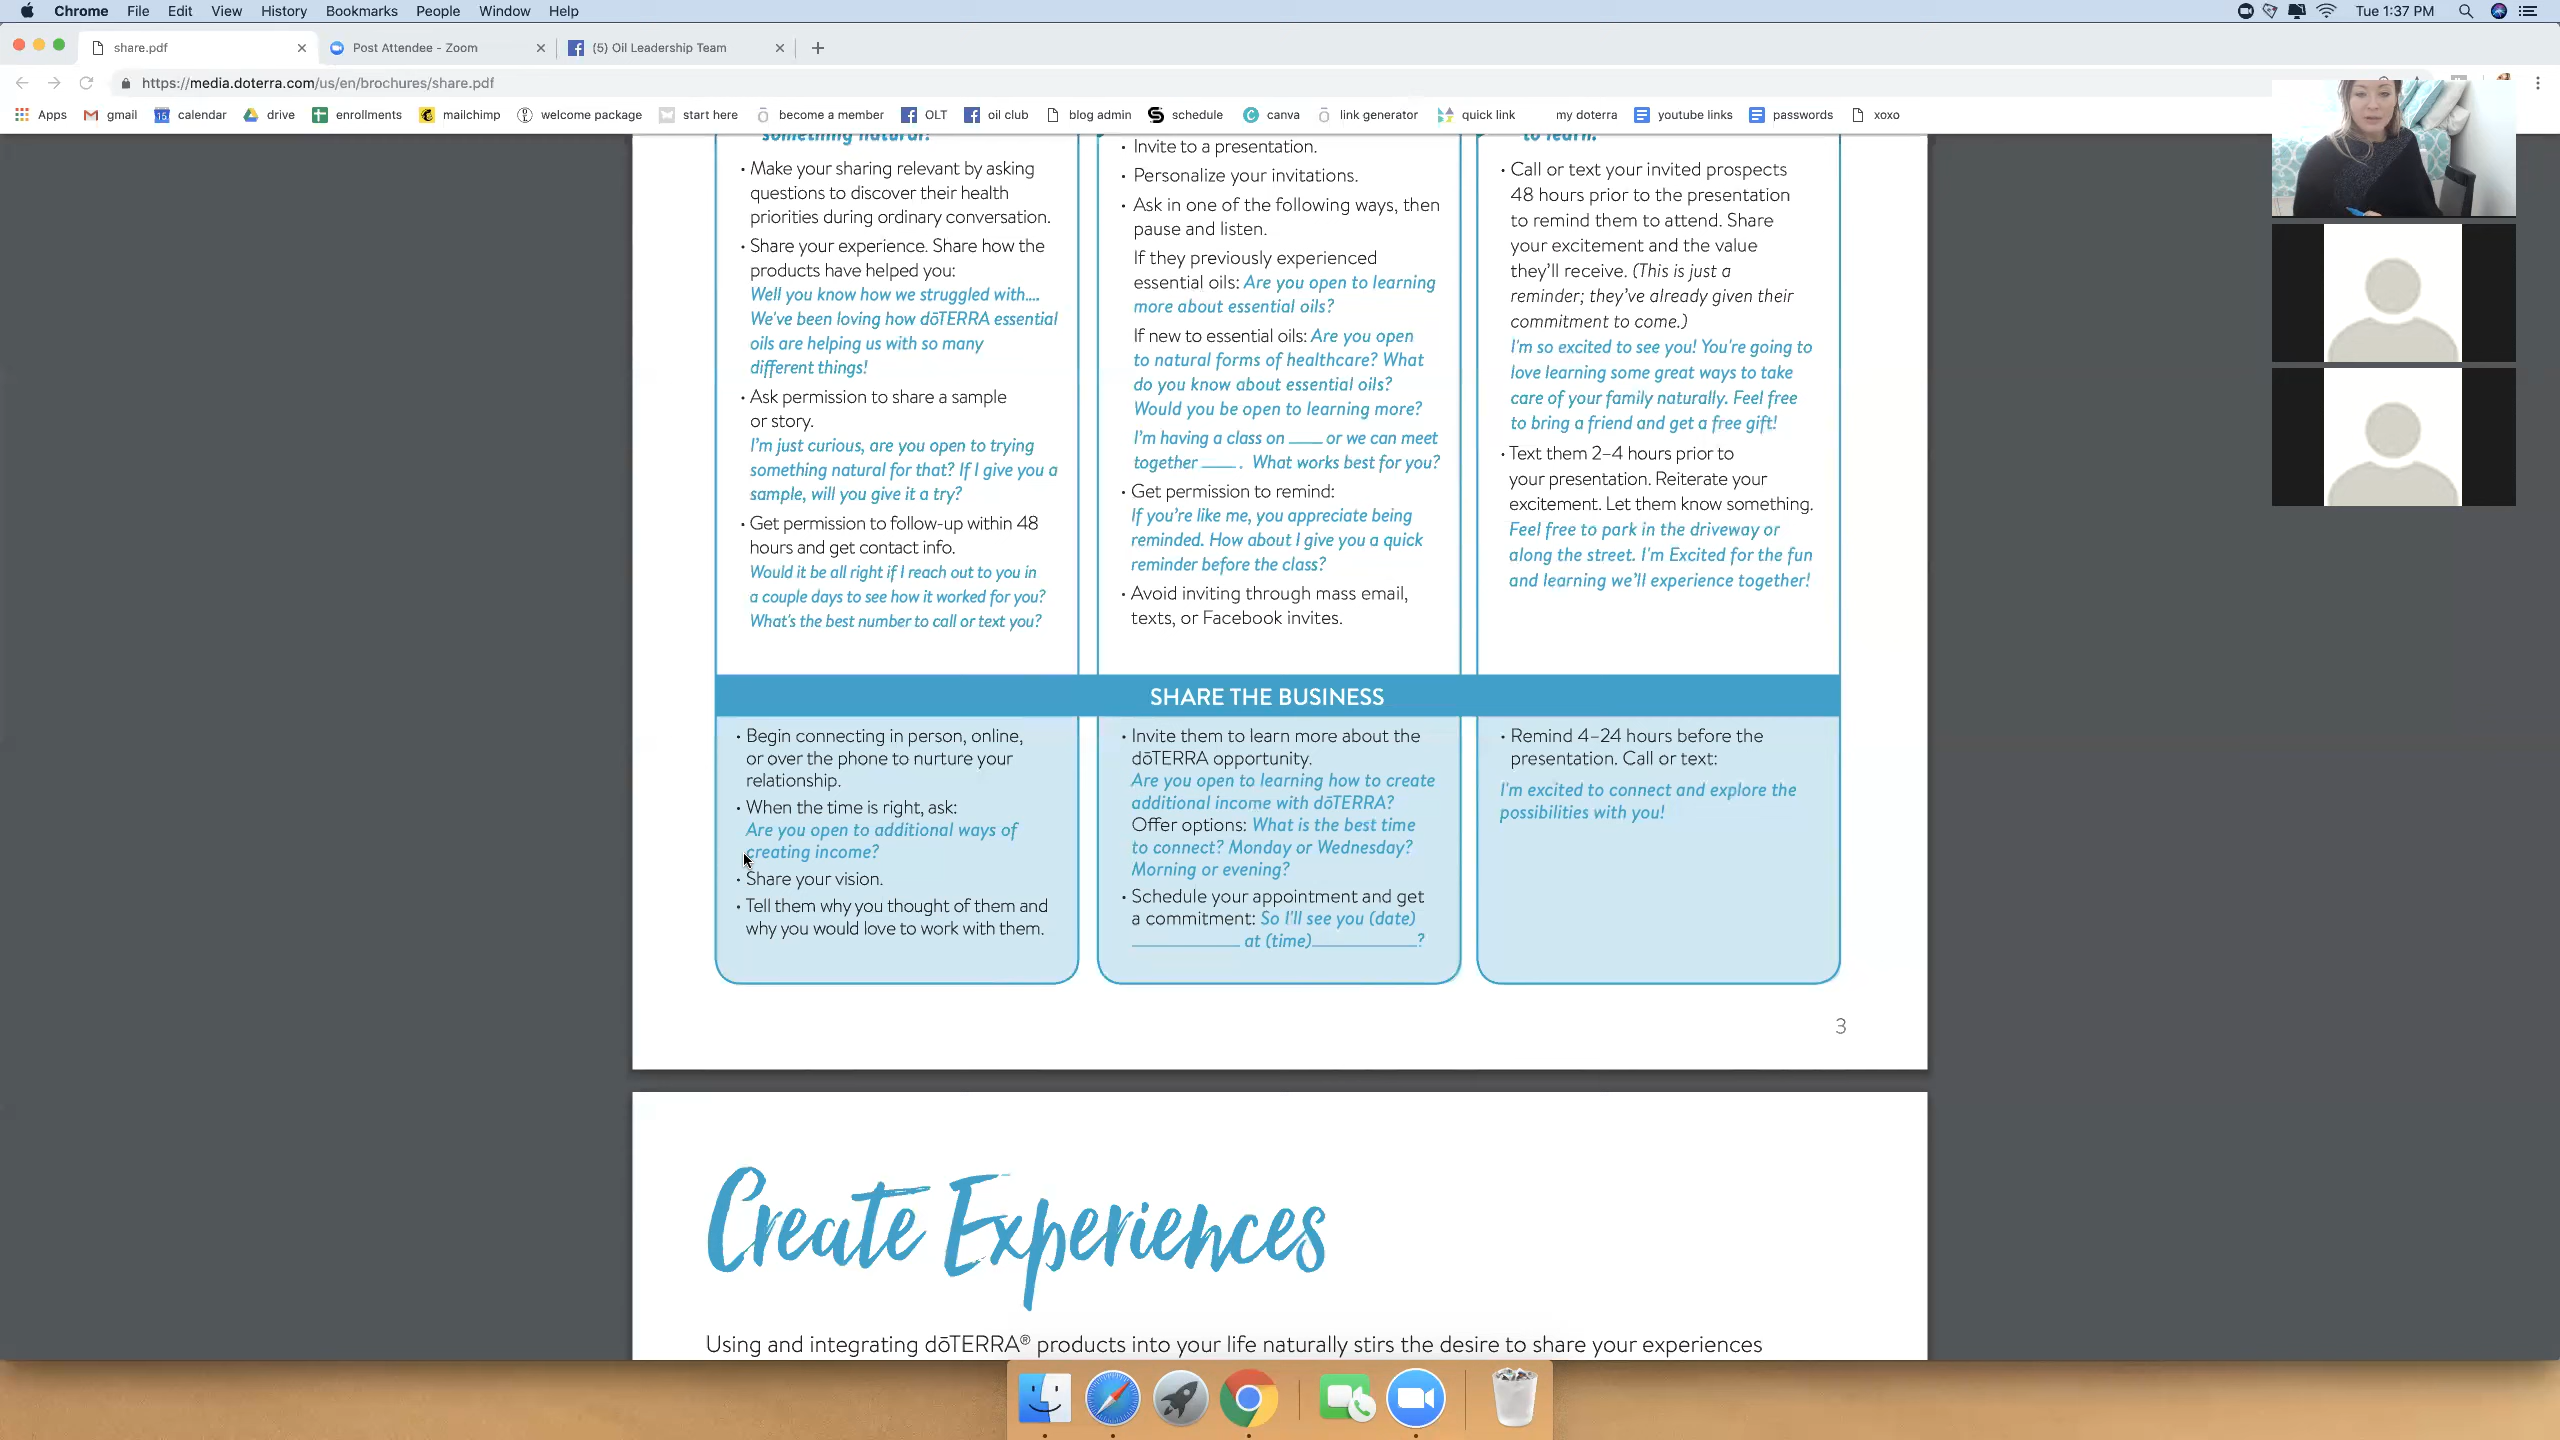 Chrome File Edit View History Bookmarks People Window Help
Tue 1:37 PM
share.pdf
Post Attendee - Zoom
(5) Oil Leadership Team
https://media.doterra.com/us/en/brochures/share.pdf
Apps gmail calendar drive enrollments mailchimp welcome package start here become a member OLT oil club blog admin schedule canva link generator quick link my doterra youtube links passwords xoxo
something natural?
• Make your sharing relevant by asking
questions to discover their health
priorities during ordinary conversation.
• Share your experience. Share how the
products have helped you:
Well you know how we struggled with....
We've been loving how dōTERRA essential
oils are helping us with so many
different things!
• Ask permission to share a sample
or story.
I'm just curious, are you open to trying
something natural for that? If I give you a
sample, will you give it a try?
• Get permission to follow-up within 48
hours and get contact info.
Would it be all right if I reach out to you in
a couple days to see how it worked for you?
What's the best number to call or text you?
• Invite to a presentation.
• Personalize your invitations.
• Ask in one of the following ways, then
pause and listen.
If they previously experienced
essential oils: Are you open to learning
more about essential oils?
If new to essential oils: Are you open
to natural forms of healthcare? What
do you know about essential oils?
Would you be open to learning more?
I'm having a class on ____ or we can meet
together ____ . What works best for you?
• Get permission to remind:
If you're like me, you appreciate being
reminded. How about I give you a quick
reminder before the class?
• Avoid inviting through mass email,
texts, or Facebook invites.
to learn.
• Call or text your invited prospects
48 hours prior to the presentation
to remind them to attend. Share
your excitement and the value
they'll receive. (This is just a
reminder; they've already given their
commitment to come.)
I'm so excited to see you! You're going to
love learning some great ways to take
care of your family naturally. Feel free
to bring a friend and get a free gift!
• Text them 2–4 hours prior to
your presentation. Reiterate your
excitement. Let them know something.
Feel free to park in the driveway or
along the street. I'm Excited for the fun
and learning we'll experience together!
SHARE THE BUSINESS
• Begin connecting in person, online,
or over the phone to nurture your
relationship.
• When the time is right, ask:
Are you open to additional ways of
creating income?
• Share your vision.
• Tell them why you thought of them and
why you would love to work with them.
• Invite them to learn more about the
dōTERRA opportunity.
Are you open to learning how to create
additional income with dōTERRA?
Offer options: What is the best time
to connect? Monday or Wednesday?
Morning or evening?
• Schedule your appointment and get
a commitment: So I'll see you (date)
____________ at (time)____________?
• Remind 4–24 hours before the
presentation. Call or text:
I'm excited to connect and explore the
possibilities with you!
3
Create Experiences
Using and integrating dōTERRA® products into your life naturally stirs the desire to share your experiences